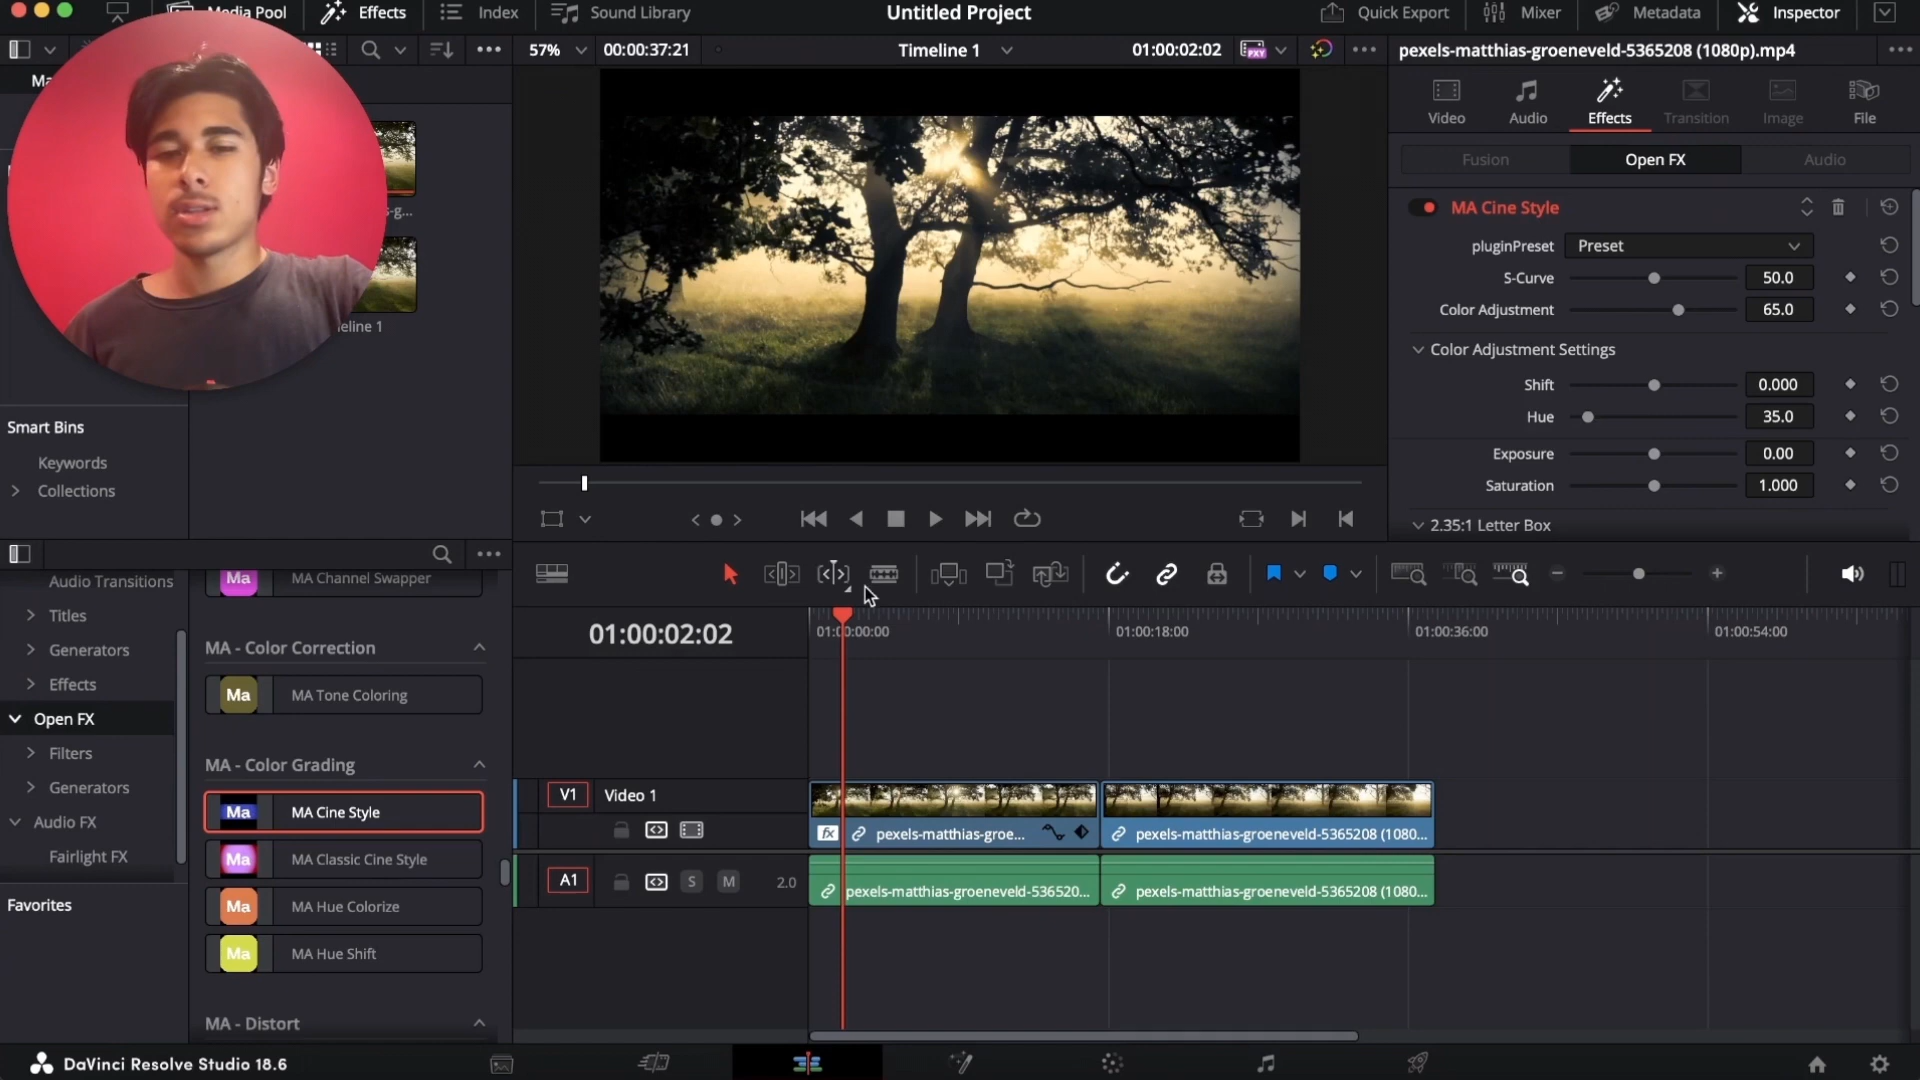 Media Pool
Effects
Index
Sound Library
Untitled Project
Quick Export
Mixer
Metadata
Inspector
57%
00:00:37:21
Timeline 1
01:00:02:02
PXY
pexels-matthias-groeneveld-5365208 (1080p).mp4
Video
Audio
Effects
Transition
Image
File
Fusion
Open FX
Audio
MA Cine Style
pluginPreset
Preset
S-Curve
50.0
Color Adjustment
65.0
Color Adjustment Settings
Shift
0.000
Hue
35.0
Exposure
0.00
Saturation
1.000
2.35:1 Letter Box
Smart Bins
Keywords
Collections
Audio Transitions
Titles
Generators
Effects
Open FX
Filters
Generators
Audio FX
Fairlight FX
Favorites
Ma MA Channel Swapper
MA - Color Correction
Ma MA Tone Coloring
MA - Color Grading
Ma MA Cine Style
Ma MA Classic Cine Style
Ma MA Hue Colorize
Ma MA Hue Shift
MA - Distort
01:00:02:02
01:00:00:00
01:00:18:00
01:00:36:00
01:00:54:00
V1
Video 1
fx
pexels-matthias-groe...
pexels-matthias-groeneveld-5365208 (1080...
A1
S
M
2.0
pexels-matthias-groeneveld-536520...
pexels-matthias-groeneveld-5365208 (1080...
DaVinci Resolve Studio 18.6